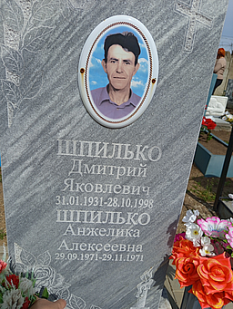 ШПИЛЬКО
Дмитрий
Яковлевич
31.01.1931-28.10.1998
ШПИЛЬКО
Анжелика
Алексеевна
29.09.1971-29.11.1971